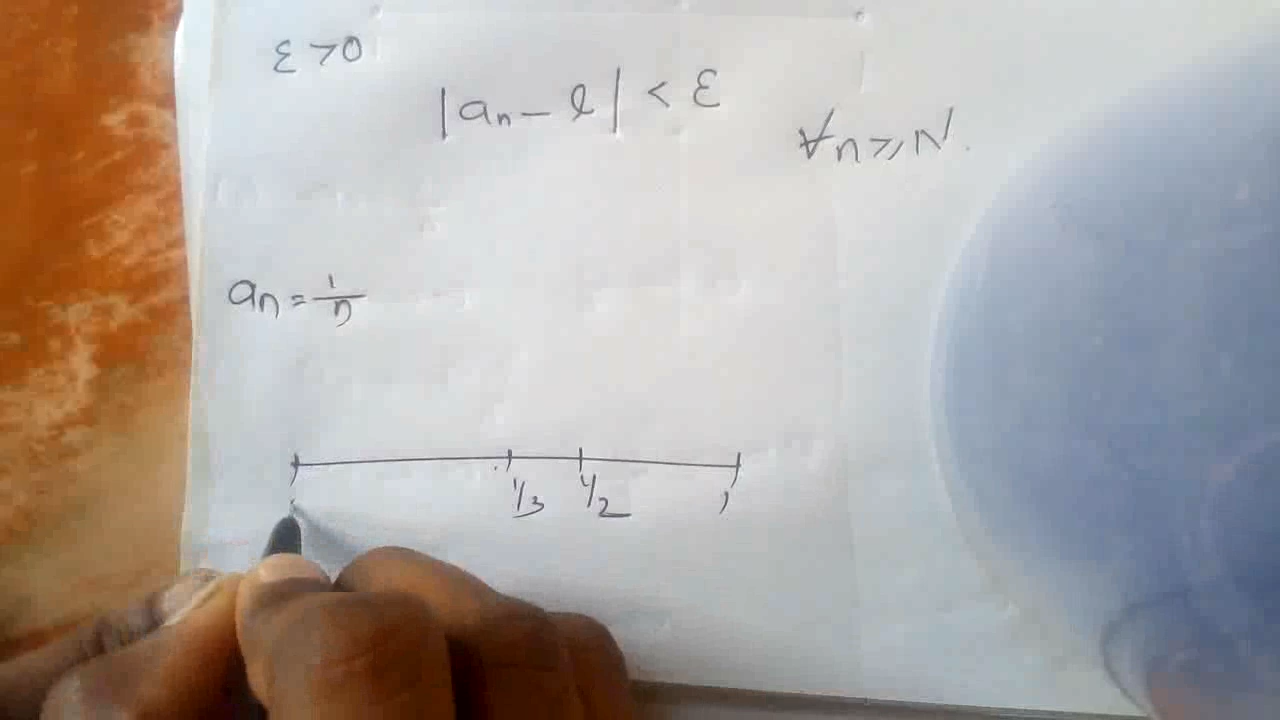 ε > 0
|aₙ - l| < ε
∀n ≥ N.
aₙ = 1/n
1/3 1/2 1